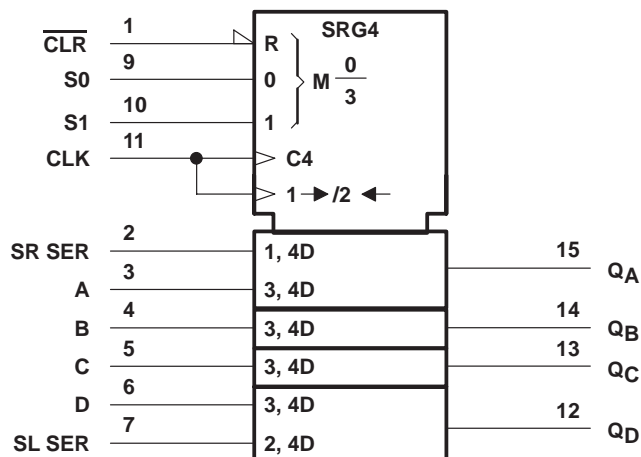 SRG4
CLR 1 R
S0 9 0 M 0/3
S1 10 1
CLK 11 C4
1 → /2 ←
SR SER 2 1, 4D
15 QA
A 3 3, 4D
B 4 3, 4D 14 QB
C 5 3, 4D 13 QC
D 6 3, 4D
12 QD
SL SER 7 2, 4D